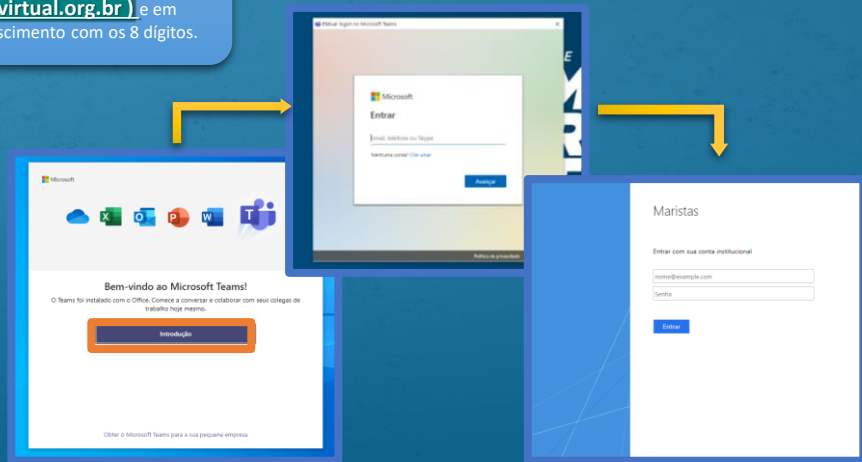 virtual.org.br ) e em
scimento com os 8 dígitos.
Efetuar logon no Microsoft Teams
Microsoft
Entrar
Email, telefone ou Skype
Nenhuma conta? Crie uma!
Avançar
Política de privacidade
Microsoft
Bem-vindo ao Microsoft Teams!
O Teams foi instalado com o Office. Comece a conversar e colaborar com seus colegas de
trabalho hoje mesmo.
Introdução
Obter o Microsoft Teams para a sua pequena empresa
Maristas
Entrar com sua conta institucional
nome@example.com
Senha
Entrar